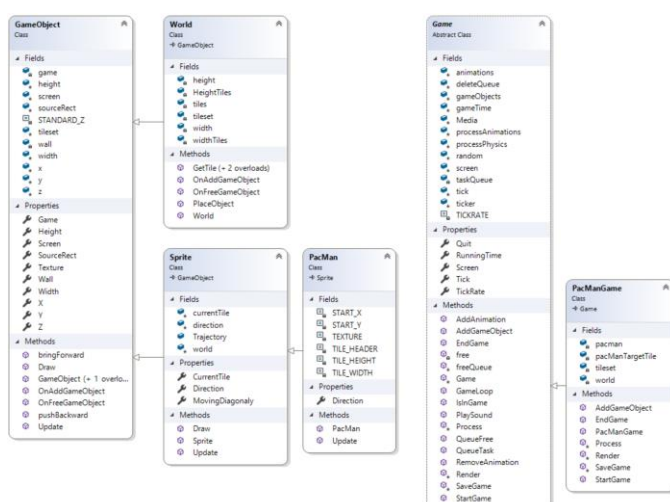 GameObject
Class
Fields
game
height
screen
sourceRect
STANDARD_Z
tileset
wall
width
x
y
z
Properties
Game
Height
Screen
SourceRect
Texture
Wall
Width
X
Y
Z
Methods
bringForward
Draw
GameObject (+ 1 overlo...
OnAddGameObject
OnFreeGameObject
pushBackward
Update
World
Class
GameObject
Fields
height
HeightTiles
tiles
tileset
width
widthTiles
Methods
GetTile (+ 2 overloads)
OnAddGameObject
OnFreeGameObject
PlaceObject
World
Sprite
Class
GameObject
Fields
currentTile
direction
Trajectory
world
Properties
CurrentTile
Direction
MovingDiagonaly
Methods
Draw
Sprite
Update
PacMan
Class
Sprite
Fields
START_X
START_Y
TEXTURE
TILE_HEADER
TILE_HEIGHT
TILE_WIDTH
Properties
Direction
Methods
PacMan
Update
Game
Abstract Class
Fields
animations
deleteQueue
gameObjects
gameTime
Media
processAnimations
processPhysics
random
screen
taskQueue
tick
ticker
TICKRATE
Properties
Quit
RunningTime
Screen
Tick
TickRate
Methods
AddAnimation
AddGameObject
EndGame
free
freeQueue
Game
GameLoop
IsInGame
PlaySound
Process
QueueFree
QueueTask
RemoveAnimation
Render
SaveGame
StartGame
PacManGame
Class
Game
Fields
pacman
pacManTargetTile
tileset
world
Methods
AddGameObject
EndGame
PacManGame
Process
Render
SaveGame
StartGame